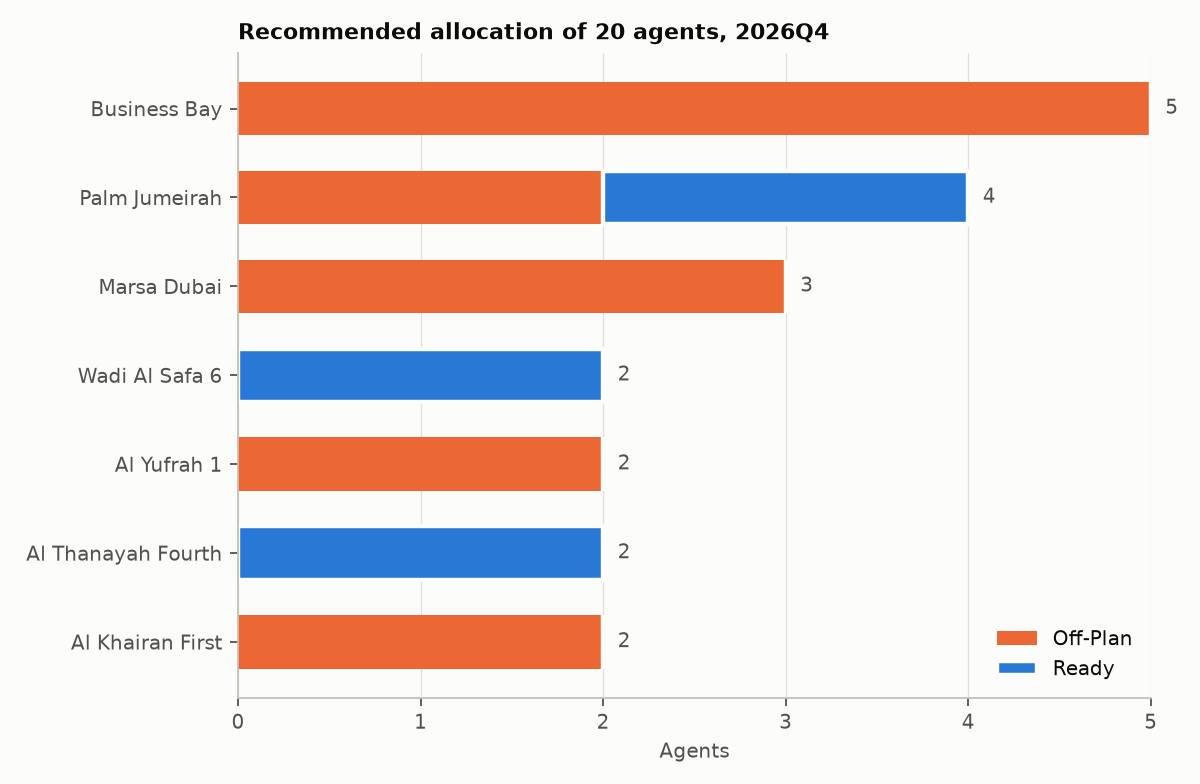 Recommended allocation of 20 agents, 2026Q4
Business Bay 5
Palm Jumeirah 4
Marsa Dubai 3
Wadi Al Safa 6 2
Al Yufrah 1 2
Al Thanayah Fourth 2
Al Khairan First 2
Off-Plan
Ready
0 1 2 3 4 5
Agents